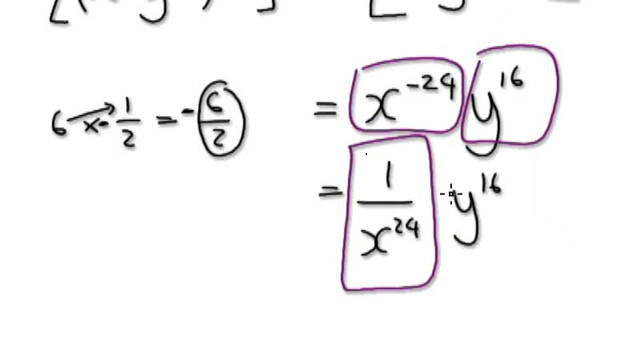 6 × -1/2 = -6/2
= x^-24 y^16
= 1/x^24 y^16